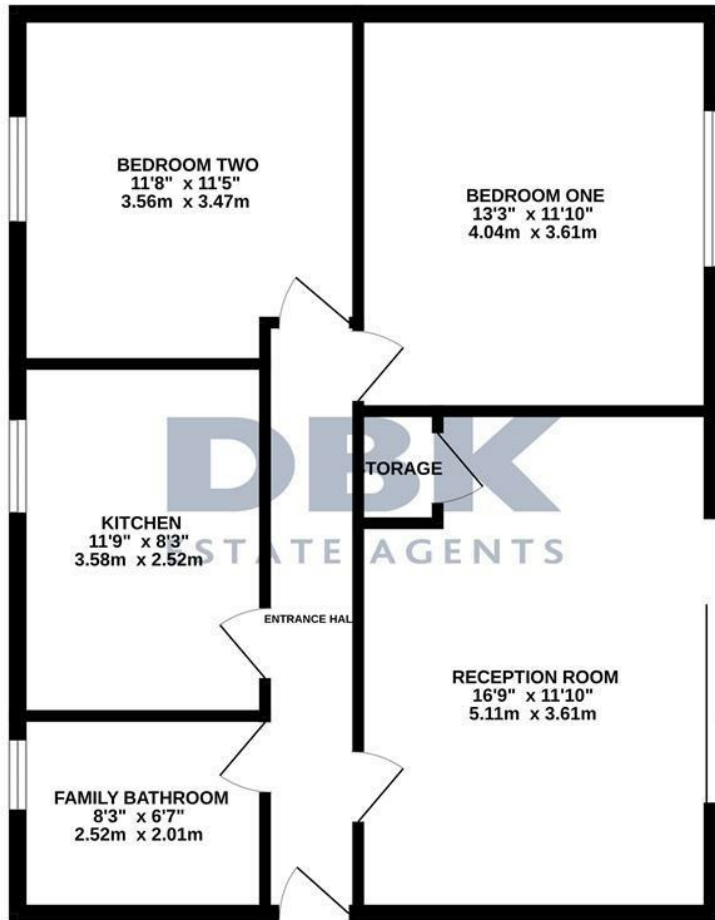 BEDROOM TWO
11'8" x 11'5"
3.56m x 3.47m
BEDROOM ONE
13'3" x 11'10"
4.04m x 3.61m
DBK
ESTATE AGENTS
STORAGE
KITCHEN
11'9" x 8'3"
3.58m x 2.52m
ENTRANCE HAL
RECEPTION ROOM
16'9" x 11'10"
5.11m x 3.61m
FAMILY BATHROOM
8'3" x 6'7"
2.52m x 2.01m